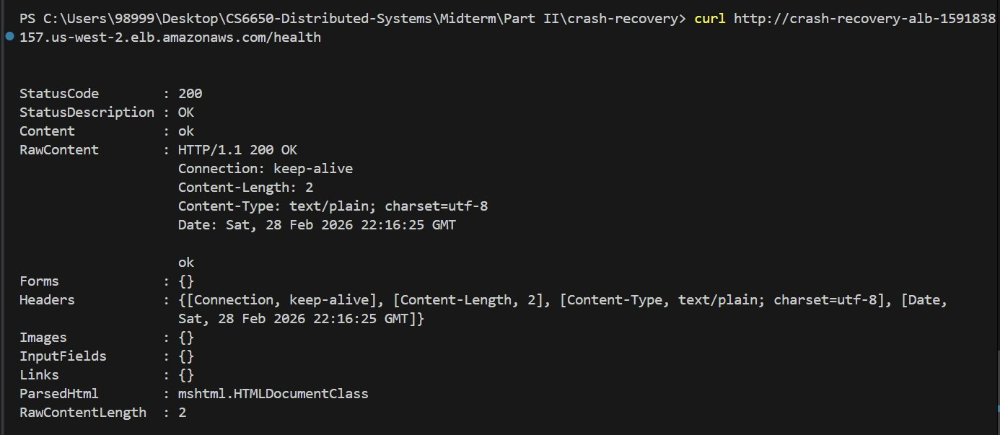 PS C:\Users\98999\Desktop\CS6650-Distributed-Systems\Midterm\Part II\crash-recovery> curl http://crash-recovery-alb-1591838
157.us-west-2.elb.amazonaws.com/health
StatusCode        : 200
StatusDescription : OK
Content           : ok
RawContent        : HTTP/1.1 200 OK
                    Connection: keep-alive
                    Content-Length: 2
                    Content-Type: text/plain; charset=utf-8
                    Date: Sat, 28 Feb 2026 22:16:25 GMT

                    ok
Forms             : {}
Headers           : {[Connection, keep-alive], [Content-Length, 2], [Content-Type, text/plain; charset=utf-8], [Date,
                    Sat, 28 Feb 2026 22:16:25 GMT]}
Images            : {}
InputFields       : {}
Links             : {}
ParsedHtml        : mshtml.HTMLDocumentClass
RawContentLength  : 2